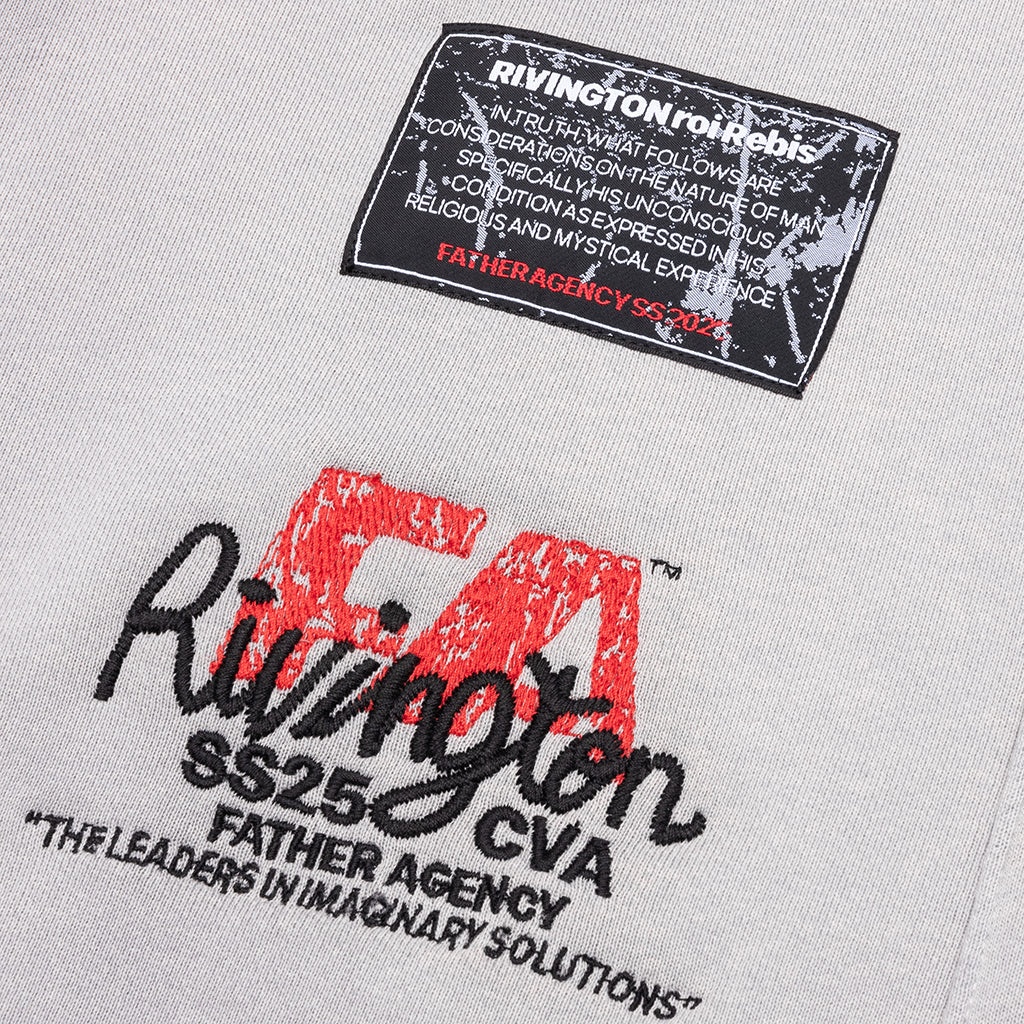 RIVINGTON roi Rebis
IN TRUTH, WHAT FOLLOWS ARE
CONSIDERATIONS ON THE NATURE OF MAN
SPECIFICALLY HIS UNCONSCIOUS
CONDITION AS EXPRESSED IN HIS
RELIGIOUS AND MYSTICAL EXPERIENCE.
FATHER AGENCY SS 2025
FA™
Rivington
SS25 CVA
FATHER AGENCY
"THE LEADERS IN IMAGINARY SOLUTIONS"